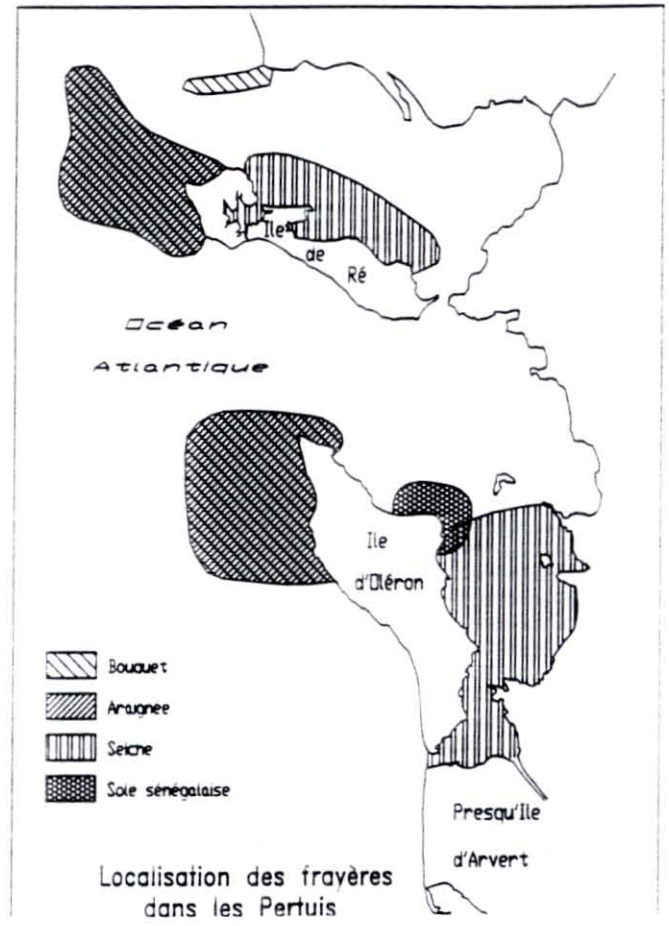 Ile
de
Ré
Océan
Atlantique
Ile
d'Oléron
Bouquet
Araignée
Seiche
Sole sénégalaise
Presqu'Ile
d'Arvert
Localisation des frayères
dans les Pertuis